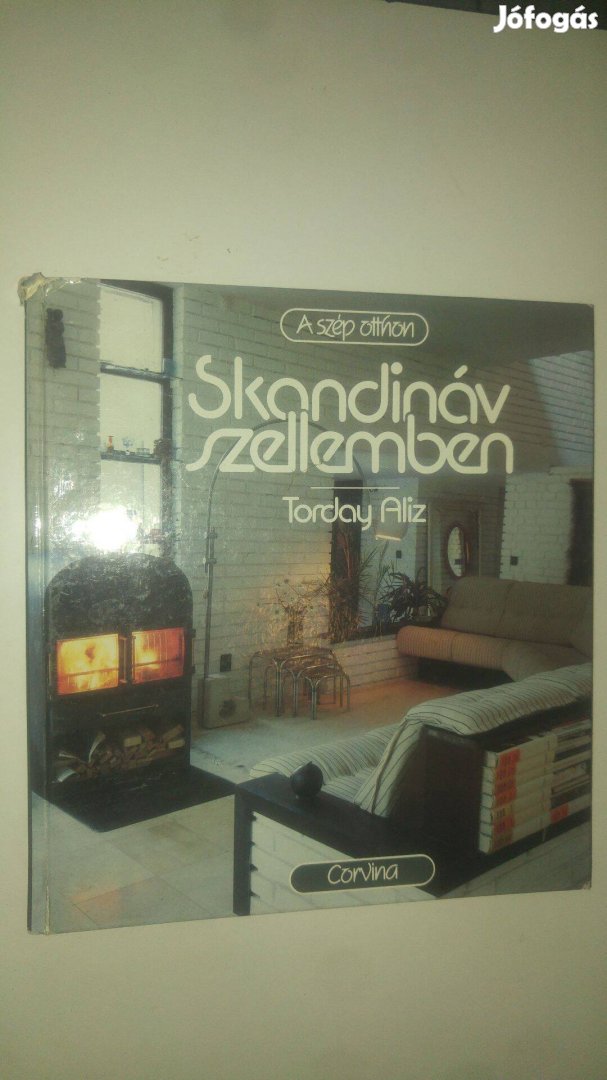 Jófogás
A szép otthon
Skandináv
szellemben
Torday Aliz
Corvina